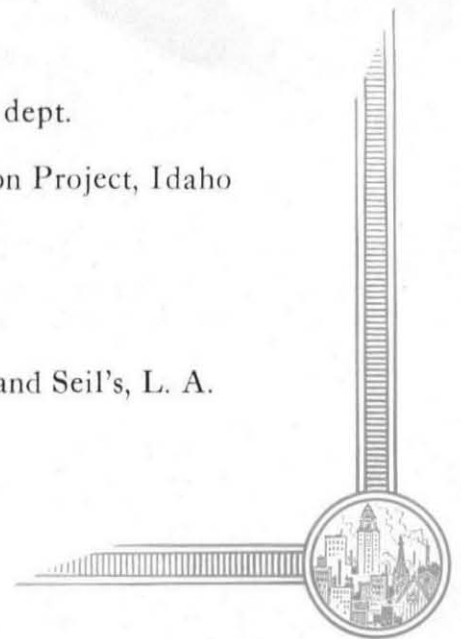 dept.
on Project, Idaho
and Seil's, L. A.